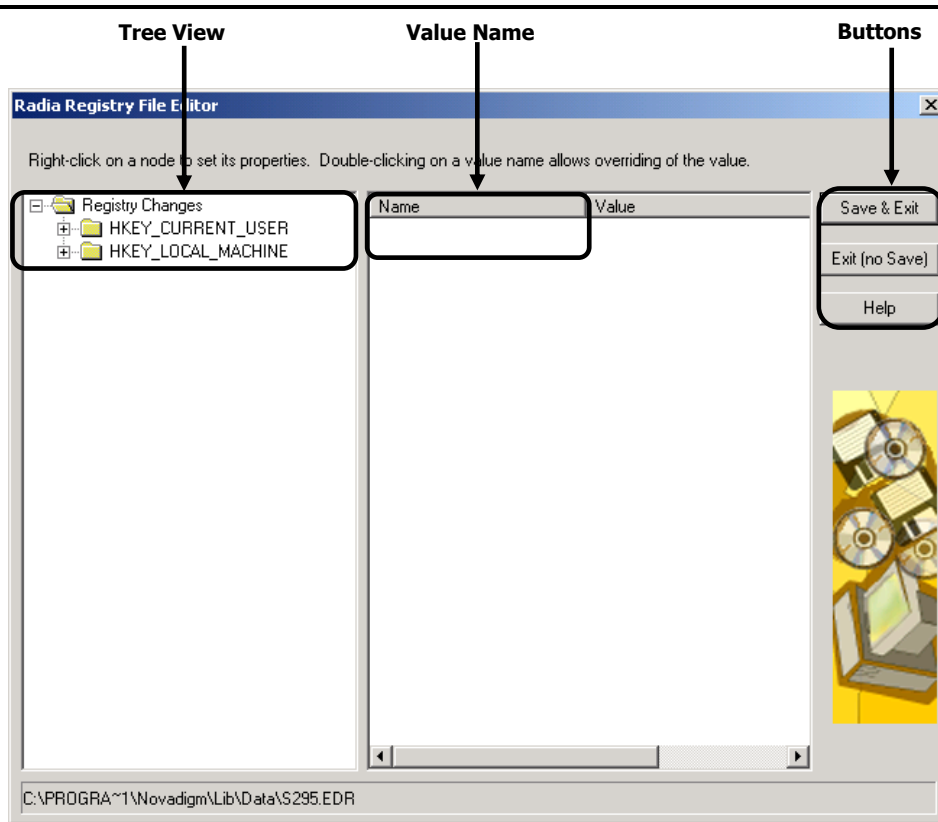 Tree View Value Name Buttons
Radia Registry File Editor
Right-click on a node to set its properties. Double-clicking on a value name allows overriding of the value.
Registry Changes
HKEY_CURRENT_USER
HKEY_LOCAL_MACHINE
Name Value
Save & Exit
Exit (no Save)
Help
C:\PROGRA~1\Novadigm\Lib\Data\S295.EDR